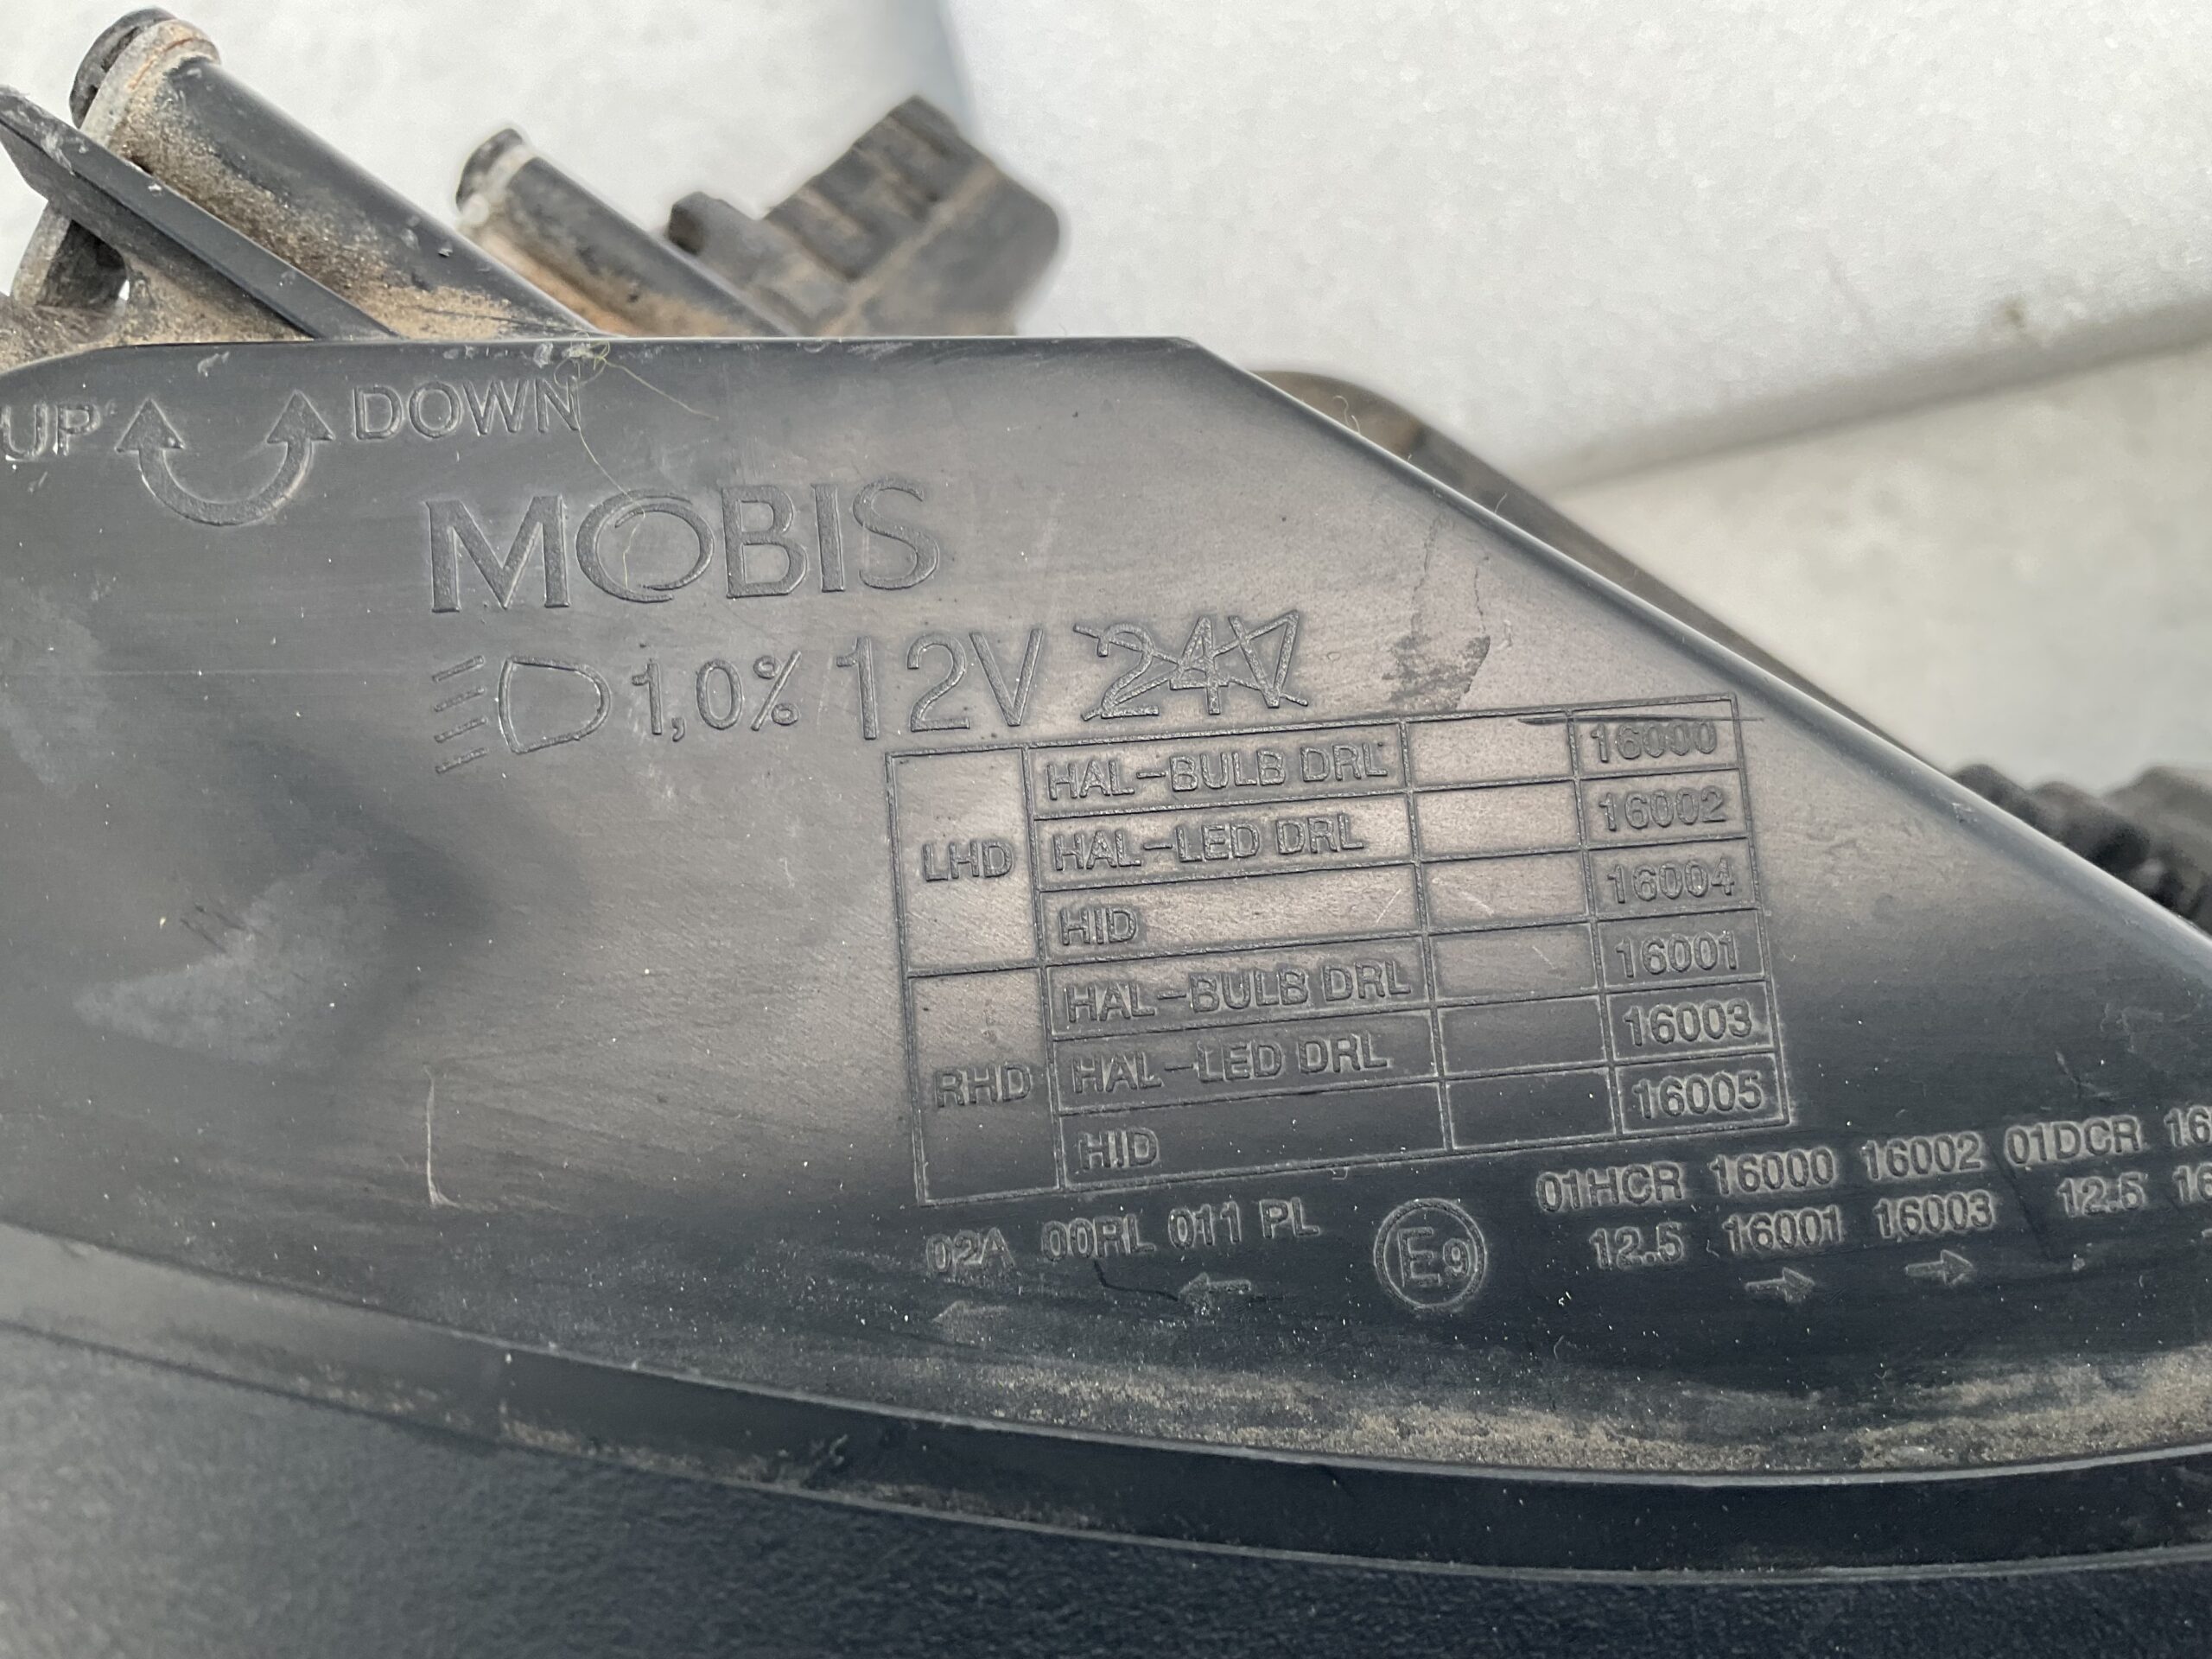 UP DOWN
MOBIS
1,0% 12V 24V
LHD HAL-BULB DRL 16000
HAL-LED DRL 16002
HID 16004
RHD HAL-BULB DRL 16001
HAL-LED DRL 16003
HID 16005
02A 00RL 011 PL E9 01HCR 16000 16002 01DCR 16
12.5 16001 16003 12.5 16